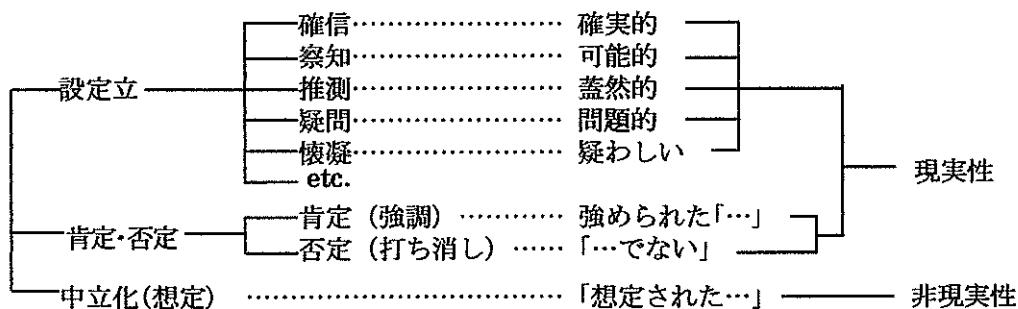 確信……………………確実的
察知……………………可能的
設定立 推測……………………蓋然的
疑問……………………問題的
懐疑……………………疑わしい
etc.
現実性
肯定（強調）…………強められた「…」
肯定・否定
否定（打ち消し）……「…でない」
中立化（想定）………………………………「想定された…」 非現実性